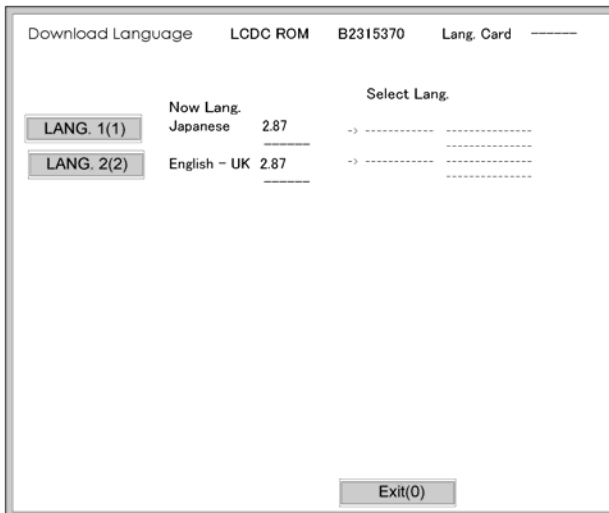 Download Language LCDC ROM B2315370 Lang. Card ------
Select Lang.
Now Lang.
LANG. 1(1) Japanese 2.87 -> ------------ ---------------
------ ---------------
LANG. 2(2) English - UK 2.87 -> ------------ ---------------
------ ---------------
Exit(0)